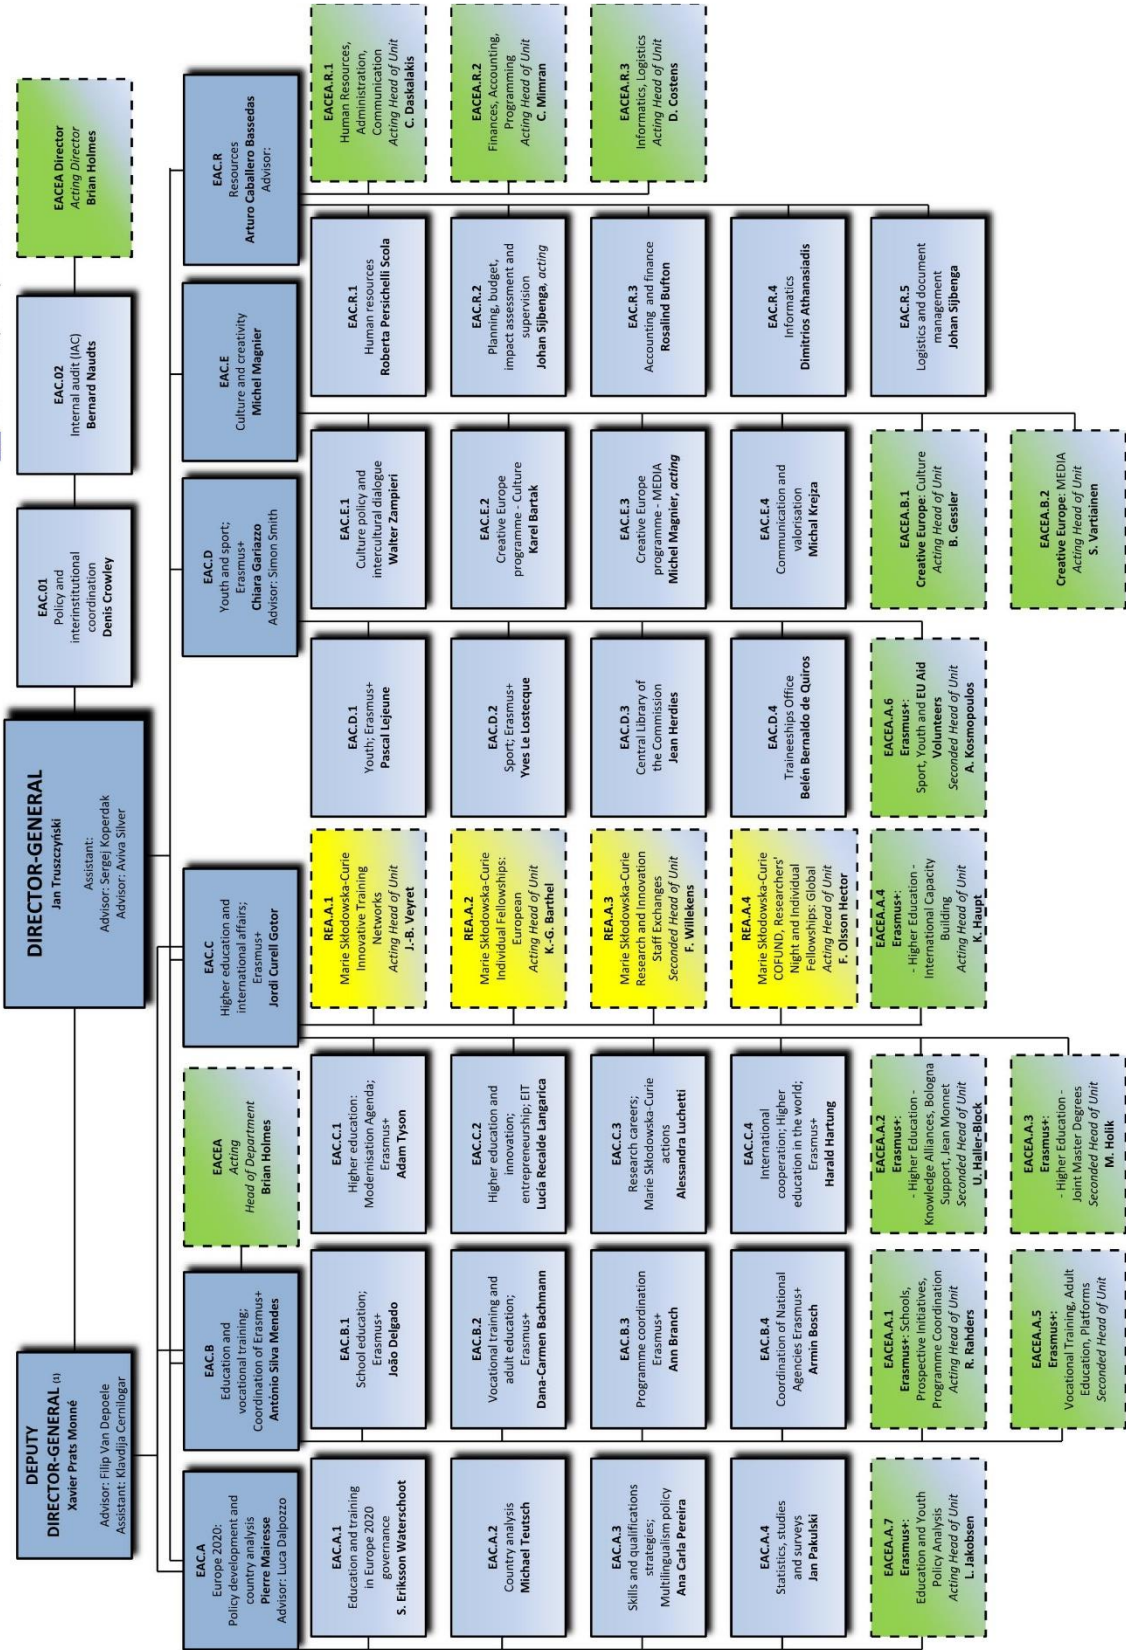 DIRECTOR-GENERAL
Jan Truszczyński
Assistant:
Advisor: Sergej Koperdak
Advisor: Aviva Silver
DEPUTY
DIRECTOR-GENERAL (1)
Xavier Prats Monné
Advisor: Filip Van Depoele
Assistant: Klavdija Cernilogar
EAC.01
Policy and
interinstitutional
coordination
Denis Crowley
EAC.02
Internal audit (IAC)
Bernard Naudts
EACEA Director
Acting Director
Brian Holmes
EAC.A
Europe 2020:
Policy development and
country analysis
Pierre Mairesse
Advisor: Luca Dalpozzo
EAC.B
Education and
vocational training;
Coordination of Erasmus+
António Silva Mendes
EACEA
Acting
Head of Department
Brian Holmes
EAC.C
Higher education and
international affairs;
Erasmus+
Jordi Curell Gotor
EAC.D
Youth and sport;
Erasmus+
Chiara Gariazzo
Advisor: Simon Smith
EAC.E
Culture and creativity
Michel Magnier
EAC.R
Resources
Arturo Caballero Bassedas
Advisor:
EAC.A.1
Education and training
in Europe 2020
governance
S. Eriksson Waterschoot
EAC.A.2
Country analysis
Michael Teutsch
EAC.A.3
Skills and qualifications
strategies;
Multilingualism policy
Ana Carla Pereira
EAC.A.4
Statistics, studies
and surveys
Jan Pakulski
EACEA.A.7
Erasmus+:
Education and Youth
Policy Analysis
Acting Head of Unit
L. Jakobsen
EAC.B.1
School education;
Erasmus+
João Delgado
EAC.B.2
Vocational training and
adult education;
Erasmus+
Dana-Carmen Bachmann
EAC.B.3
Programme coordination
Erasmus+
Ann Branch
EAC.B.4
Coordination of National
Agencies Erasmus+
Armin Bosch
EACEA.A.1
Erasmus+: Schools,
Prospective Initiatives,
Programme Coordination
Acting Head of Unit
R. Rahders
EACEA.A.5
Erasmus+:
Vocational Training, Adult
Education, Platforms
Seconded Head of Unit
EAC.C.1
Higher education:
Modernisation Agenda;
Erasmus+
Adam Tyson
EAC.C.2
Higher education and
innovation;
entrepreneurship; EIT
Lucía Recalde Langarica
EAC.C.3
Research careers;
Marie Skłodowska-Curie
actions
Alessandra Luchetti
EAC.C.4
International
cooperation; Higher
education in the world;
Erasmus+
Harald Hartung
EACEA.A.2
Erasmus+:
- Higher Education -
Knowledge Alliances, Bologna
Support, Jean Monnet
Seconded Head of Unit
U. Haller-Block
EACEA.A.3
Erasmus+:
- Higher Education -
Joint Master Degrees
Seconded Head of Unit
M. Holik
REA.A.1
Marie Skłodowska-Curie
Innovative Training
Networks
Acting Head of Unit
J.-B. Veyret
REA.A.2
Marie Skłodowska-Curie
Individual Fellowships:
European
Acting Head of Unit
K.-G. Barthel
REA.A.3
Marie Skłodowska-Curie
Research and Innovation
Staff Exchanges
Seconded Head of Unit
F. Willekens
REA.A.4
Marie Skłodowska-Curie
COFUND, Researchers'
Night and Individual
Fellowships: Global
Acting Head of Unit
F. Olsson Hector
EACEA.A.4
Erasmus+:
- Higher Education -
International Capacity
Building
Acting Head of Unit
K. Haupt
EAC.D.1
Youth; Erasmus+
Pascal Lejeune
EAC.D.2
Sport; Erasmus+
Yves Le Lostecque
EAC.D.3
Central Library of
the Commission
Jean Herdies
EAC.D.4
Traineeships Office
Belén Bernaldo de Quiros
EACEA.A.6
Erasmus+:
Sport, Youth and EU Aid
Volunteers
Seconded Head of Unit
A. Kosmopoulos
EAC.E.1
Culture policy and
intercultural dialogue
Walter Zampieri
EAC.E.2
Creative Europe
programme - Culture
Karel Bartak
EAC.E.3
Creative Europe
programme - MEDIA
Michel Magnier, acting
EAC.E.4
Communication and
valorisation
Michal Krejza
EACEA.B.1
Creative Europe: Culture
Acting Head of Unit
B. Gessler
EACEA.B.2
Creative Europe: MEDIA
Acting Head of Unit
S. Vartiainen
EAC.R.1
Human resources
Roberta Persichelli Scola
EAC.R.2
Planning, budget,
impact assessment and
supervision
Johan Sijbenga, acting
EAC.R.3
Accounting and finance
Rosalind Bufton
EAC.R.4
Informatics
Dimitrios Athanasiadis
EAC.R.5
Logistics and document
management
Johan Sijbenga
EACEA.R.1
Human Resources,
Administration,
Communication
Acting Head of Unit
C. Daskalakis
EACEA.R.2
Finances, Accounting,
Programming
Acting Head of Unit
C. Mimran
EACEA.R.3
Informatics, Logistics
Acting Head of Unit
D. Costens